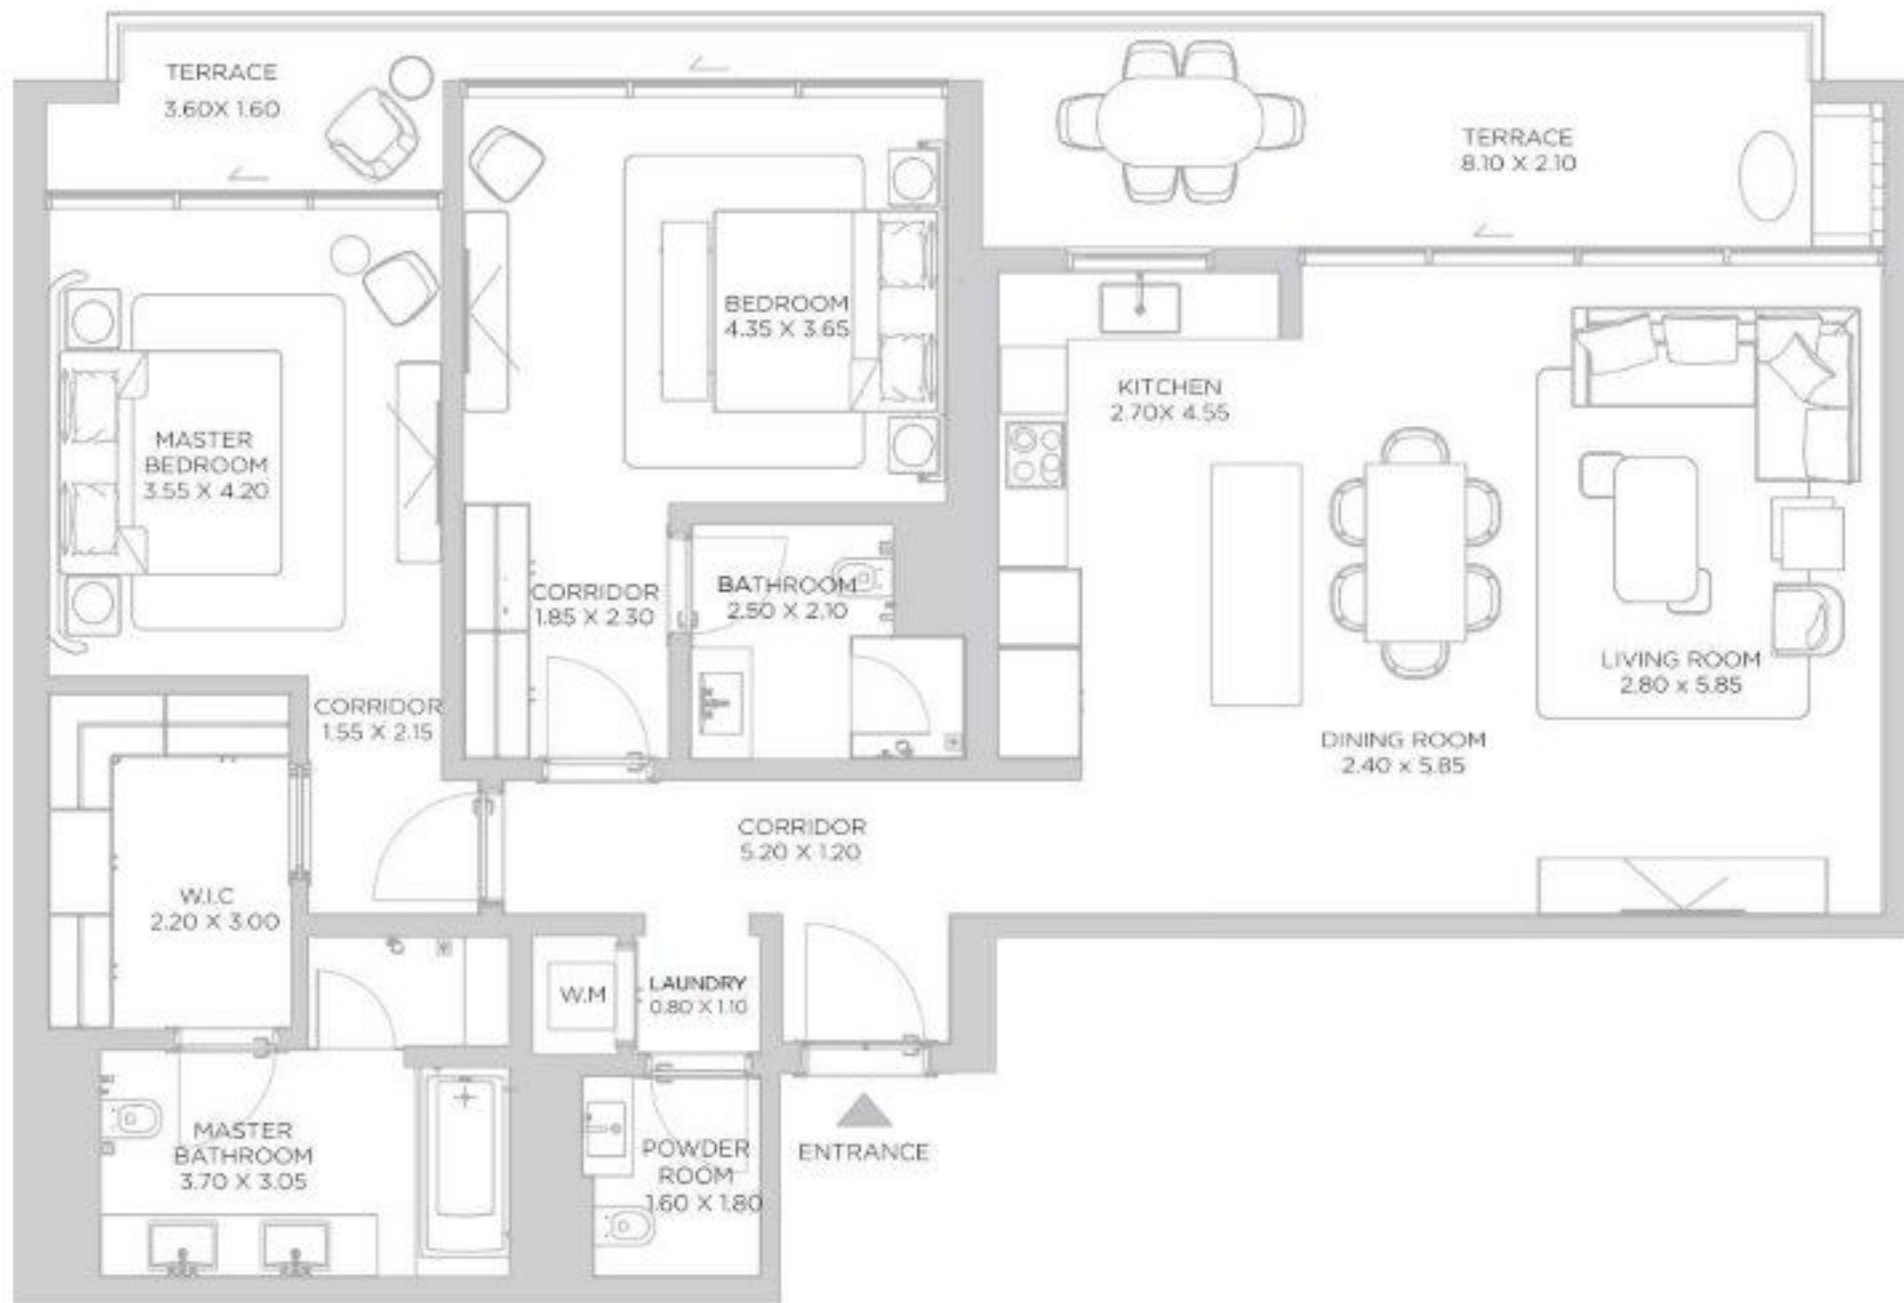 TERRACE
3.60X 1.60
TERRACE
8.10 X 2.10
BEDROOM
4.35 X 3.65
KITCHEN
2.70X 4.55
MASTER
BEDROOM
3.55 X 4.20
CORRIDOR
1.85 X 2.30
BATHROOM
2.50 X 2.10
LIVING ROOM
2.80 x 5.85
CORRIDOR
1.55 X 2.15
DINING ROOM
2.40 x 5.85
CORRIDOR
5.20 X 1.20
W.I.C
2.20 X 3.00
W.M
LAUNDRY
0.80 X 1.10
MASTER
BATHROOM
3.70 X 3.05
POWDER
ROOM
1.60 X 1.80
ENTRANCE